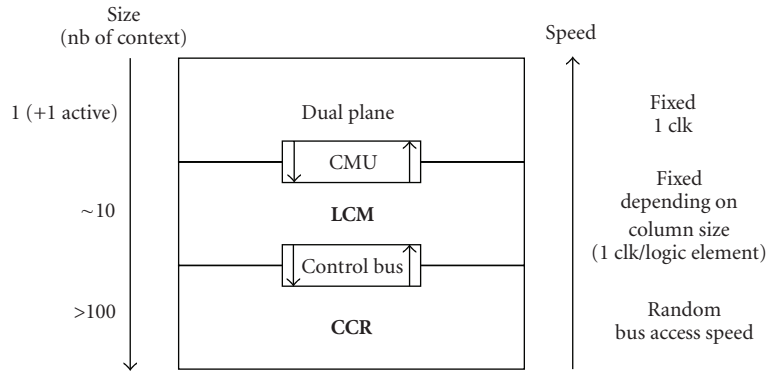 Size
(nb of context)
Speed
1 (+1 active)
Dual plane
Fixed
1 clk
CMU
~10
LCM
Fixed
depending on
column size
(1 clk/logic element)
Control bus
>100
CCR
Random
bus access speed